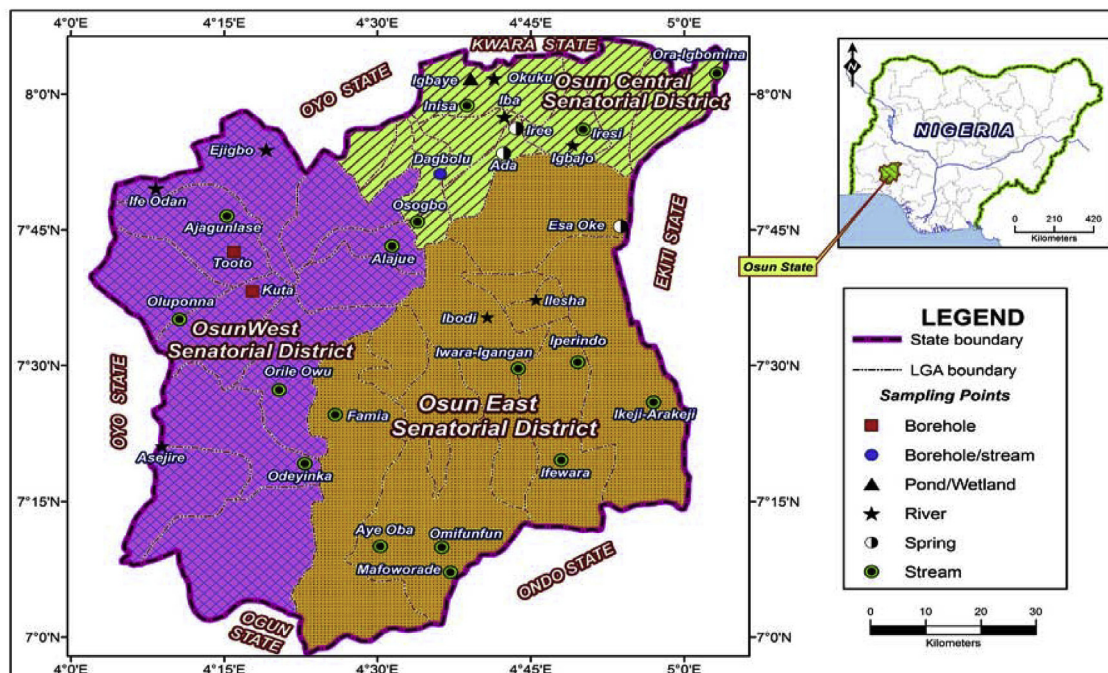 4°0'E
4°15'E
4°30'E
4°45'E
5°0'E
KWARA STATE
Ora-Igbomina
OYO STATE
Igbaye
Okuku
Osun Central
Senatorial District
8°0'N
8°0'N
Inisa
Iba
Iree
Iresi
Ejigbo
Dagbolu
Ada
Igbajo
Ife Odan
Ajagunlase
Osogbo
Esa Oke
EKITI STATE
7°45'N
7°45'N
Tooto
Alajue
Kuta
Oluponna
Ilesha
Ibodi
OsunWest
Senatorial District
Iwara-Igangan
Iperindo
7°30'N
7°30'N
OYO STATE
Orile Owu
Famia
Osun East
Senatorial District
Ikeji-Arakeji
Asejire
Odeyinka
Ifewara
7°15'N
7°15'N
Aye Oba
Omifunfun
Mafoworade
ONDO STATE
OGUN
STATE
7°0'N
7°0'N
4°0'E
4°15'E
4°30'E
4°45'E
5°0'E
N
NIGERIA
0 210 420
Kilometers
Osun State
LEGEND
State boundary
LGA boundary
Sampling Points
Borehole
Borehole/stream
Pond/Wetland
River
Spring
Stream
0 10 20 30
Kilometers